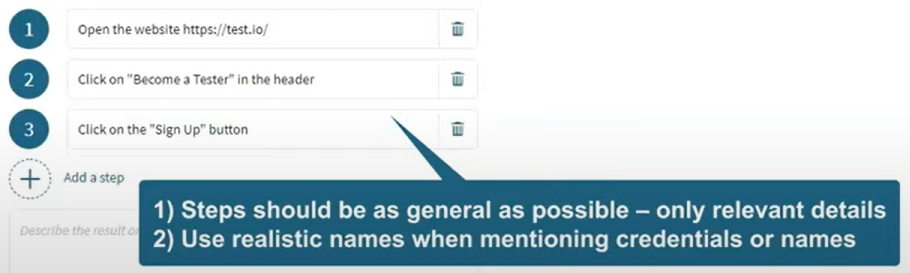 1 Open the website https://test.io/
2 Click on "Become a Tester" in the header
3 Click on the "Sign Up" button
+ Add a step
1) Steps should be as general as possible – only relevant details
2) Use realistic names when mentioning credentials or names
Describe the result o